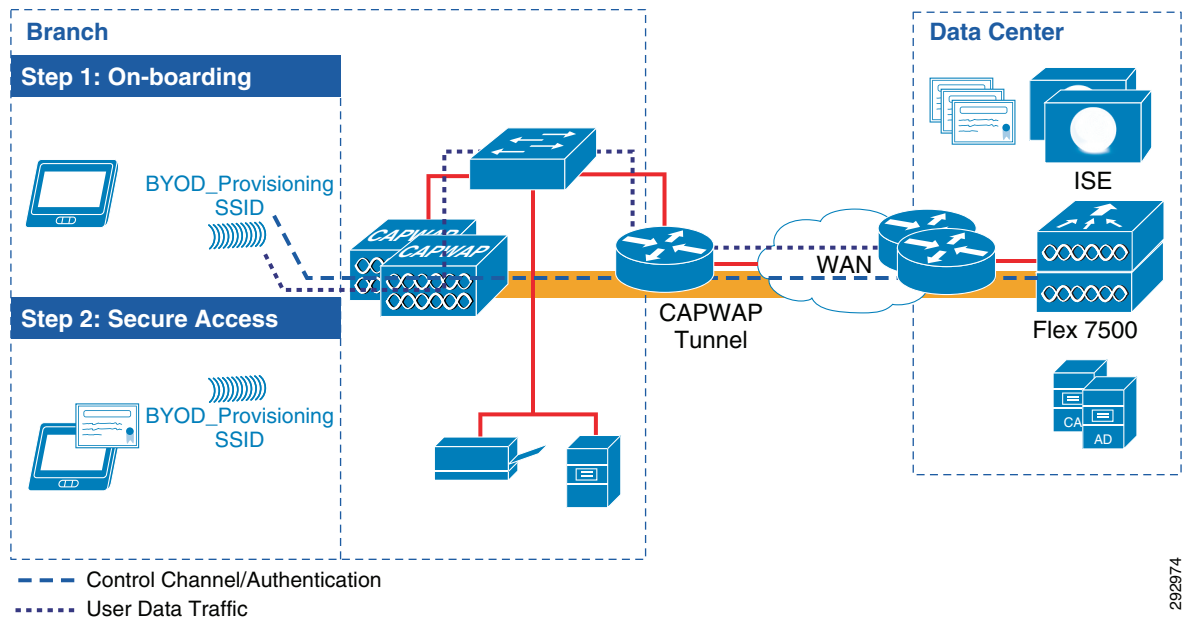 Branch
Data Center
Step 1: On-boarding
BYOD_Provisioning
SSID
ISE
CAPWAP
CAPWAP
WAN
Step 2: Secure Access
CAPWAP
Tunnel
Flex 7500
BYOD_Provisioning
SSID
CA
AD
Control Channel/Authentication
User Data Traffic
292974